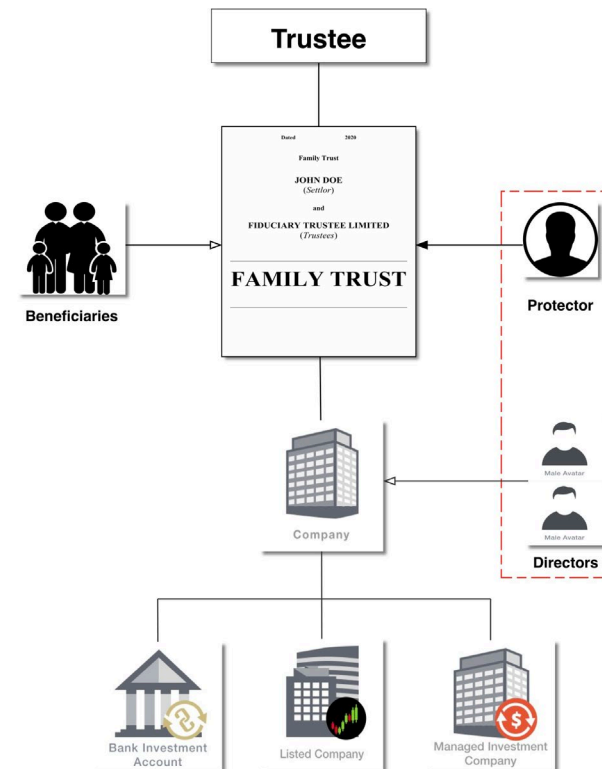 Trustee
Dated 2020
Family Trust
JOHN DOE
(Settlor)
and
FIDUCIARY TRUSTEE LIMITED
(Trustees)
FAMILY TRUST
Beneficiaries
Protector
Male Avatar
Male Avatar
Directors
Company
Bank Investment
Account
Listed Company
Managed Investment
Company